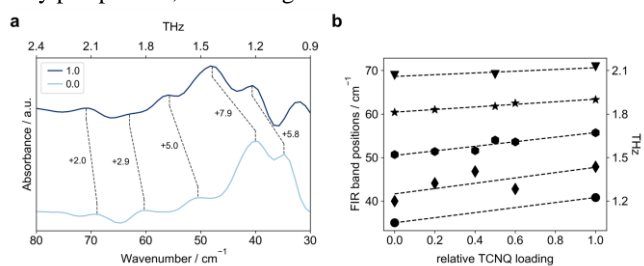 a
THz
2.4 2.1 1.8 1.5 1.2 0.9
1.0
0.0
+2.0
+2.9
+5.0
+7.9
+5.8
Absorbance / a.u.
80 70 60 50 40 30
Wavenumber / cm⁻¹
b
FIR band positions / cm⁻¹
70
60
50
40
2.1
1.8
1.5
1.2
THz
0.0 0.2 0.4 0.6 0.8 1.0
relative TCNQ loading